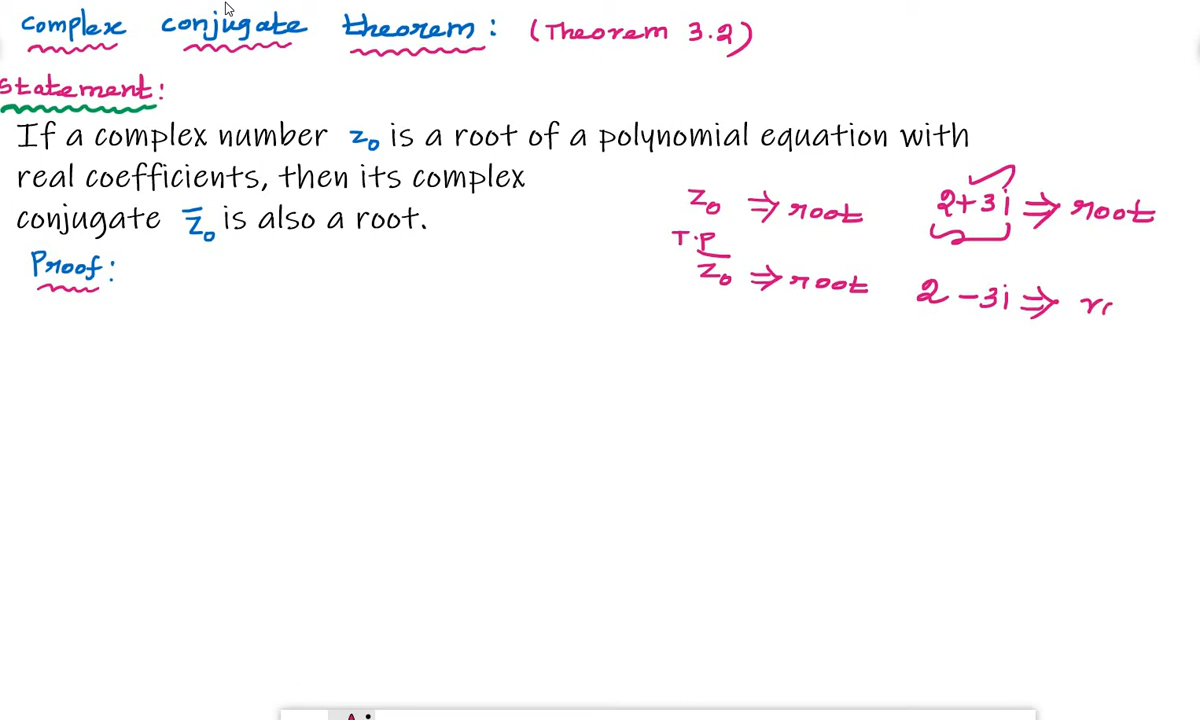 complex conjugate theorem: (Theorem 3.2)
Statement:
If a complex number z₀ is a root of a polynomial equation with
real coefficients, then its complex
conjugate z̅₀ is also a root.
Proof:
z₀ ⇒ root
T.P
z̅₀ ⇒ root
2+3i ⇒ root
2-3i ⇒